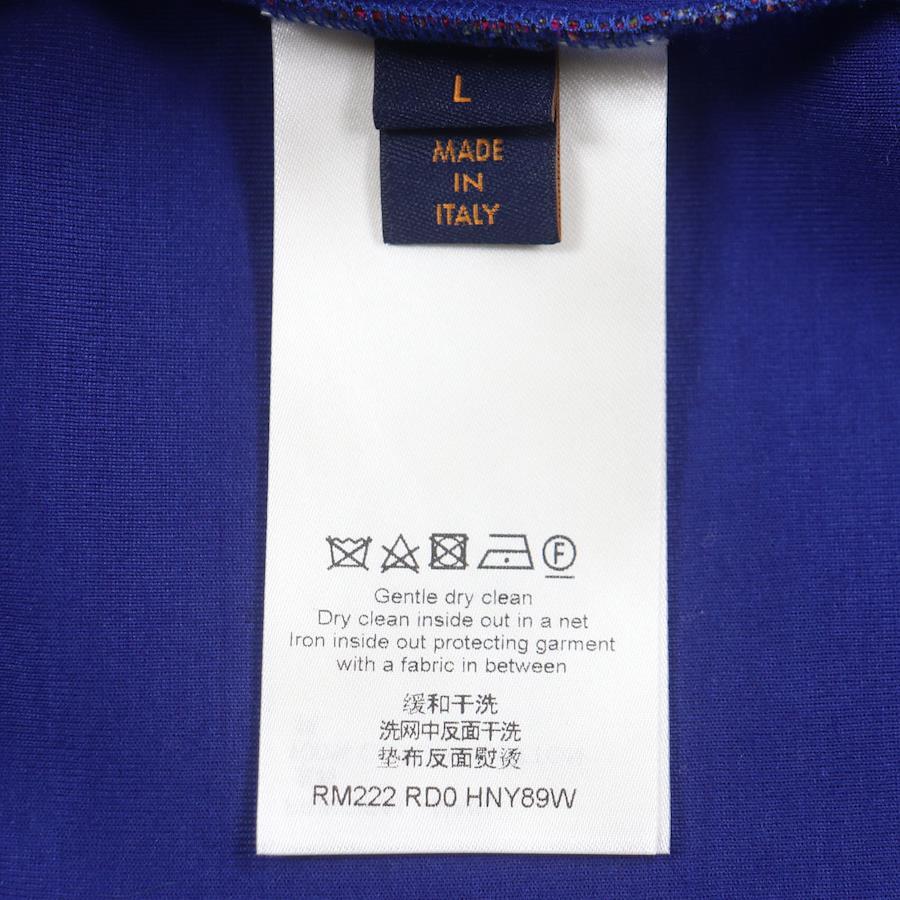 L
MADE
IN
ITALY
F
Gentle dry clean
Dry clean inside out in a net
Iron inside out protecting garment
with a fabric in between
缓和干洗
洗网中反面干洗
垫布反面熨烫
RM222 RD0 HNY89W